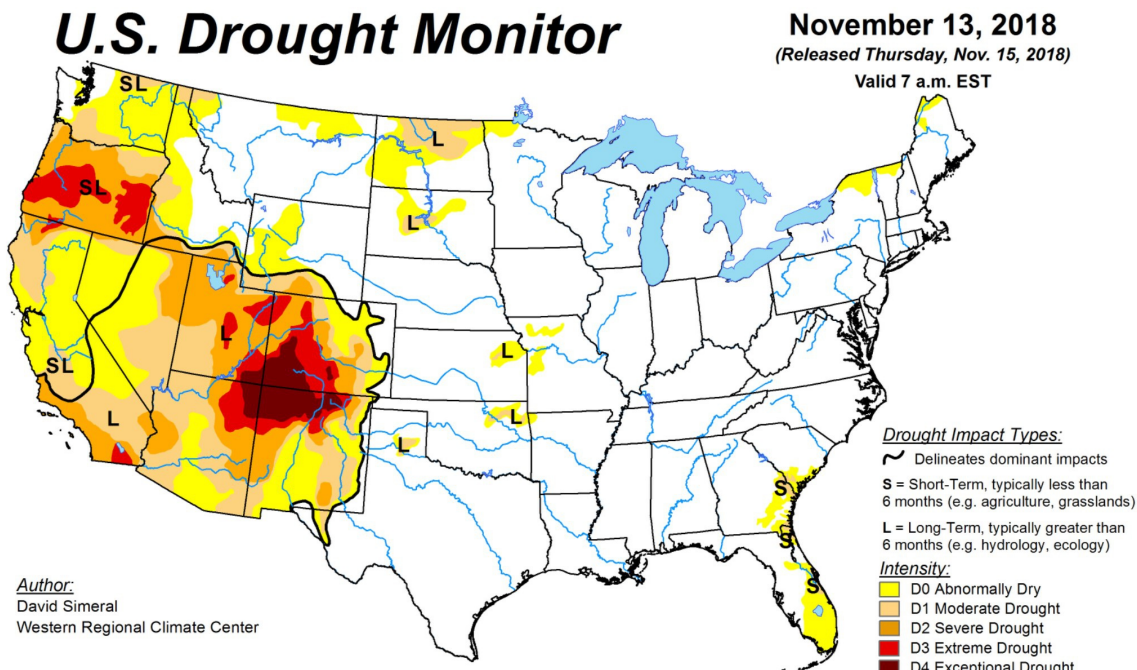 U.S. Drought Monitor
November 13, 2018
(Released Thursday, Nov. 15, 2018)
Valid 7 a.m. EST
SL
L
SL
L
L
SL
L
L
L
L
S
S
S
Drought Impact Types:
Delineates dominant impacts
S = Short-Term, typically less than
6 months (e.g. agriculture, grasslands)
L = Long-Term, typically greater than
6 months (e.g. hydrology, ecology)
Intensity:
D0 Abnormally Dry
D1 Moderate Drought
D2 Severe Drought
D3 Extreme Drought
D4 Exceptional Drought
Author:
David Simeral
Western Regional Climate Center